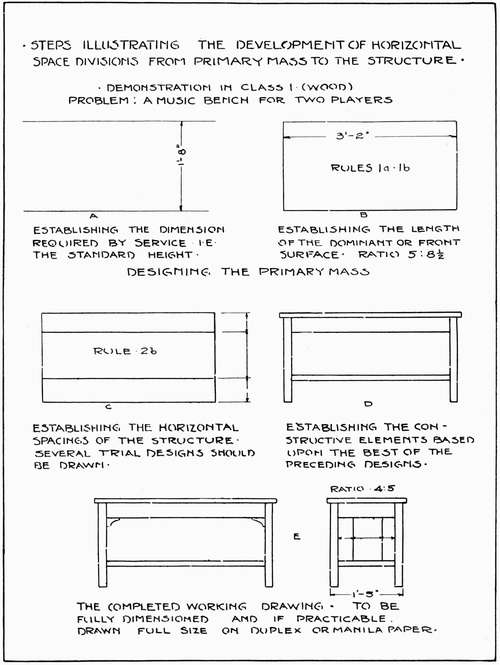 · STEPS ILLUSTRATING THE DEVELOPMENT OF HORIZONTAL
SPACE DIVISIONS FROM PRIMARY MASS TO THE STRUCTURE ·
· DEMONSTRATION IN CLASS 1 · (WOOD)
PROBLEM : A MUSIC BENCH FOR TWO PLAYERS
1'-8"
A
ESTABLISHING THE DIMENSION
REQUIRED BY SERVICE · I.E.
THE STANDARD HEIGHT ·
3'-2"
RULES 1a · 1b
B
ESTABLISHING THE LENGTH
OF THE DOMINANT OR FRONT
SURFACE · RATIO 5:8½
DESIGNING THE PRIMARY MASS
RULE · 2b
C
ESTABLISHING THE HORIZONTAL
SPACINGS OF THE STRUCTURE ·
SEVERAL TRIAL DESIGNS SHOULD
BE DRAWN ·
D
ESTABLISHING THE CON-
STRUCTIVE ELEMENTS BASED
UPON THE BEST OF THE
PRECEDING DESIGNS ·
E
RATIO · 4:5
1'-3"
THE COMPLETED WORKING DRAWING · TO BE
FULLY DIMENSIONED AND IF PRACTICABLE
DRAWN FULL SIZE ON DUPLEX OR MANILA PAPER ·